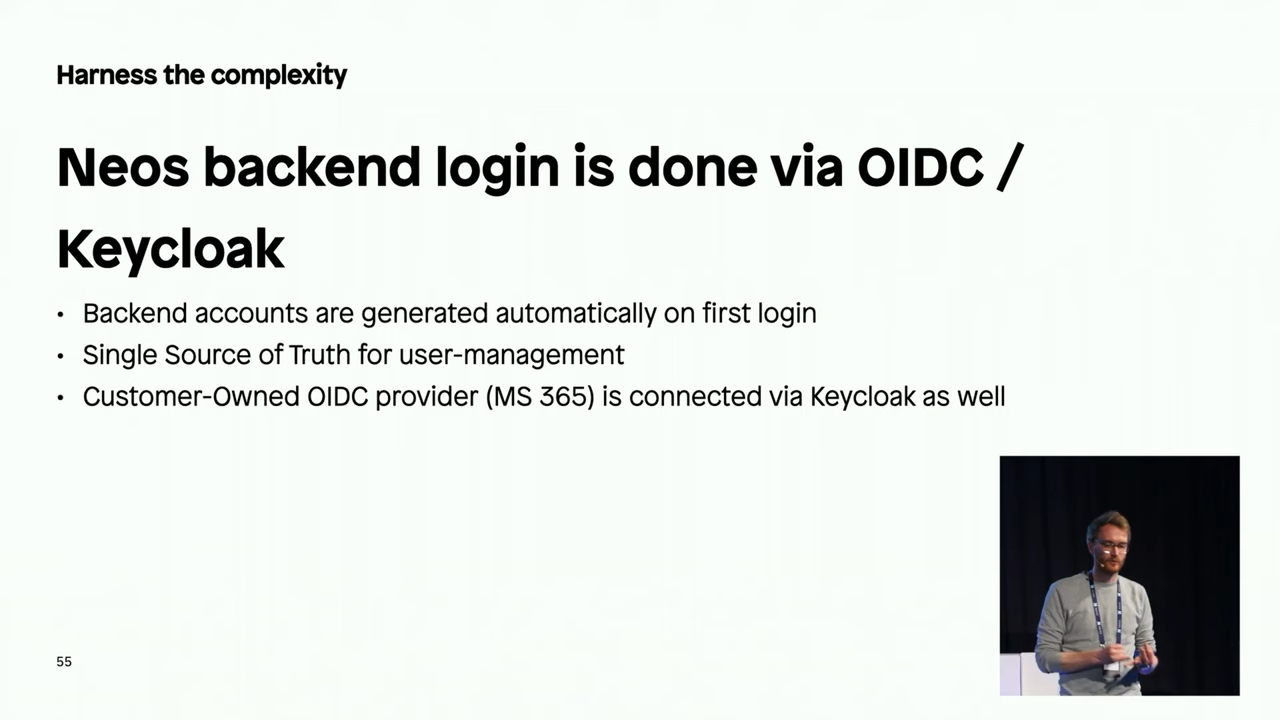 Harness the complexity
Neos backend login is done via OIDC /
Keycloak
• Backend accounts are generated automatically on first login
• Single Source of Truth for user-management
• Customer-Owned OIDC provider (MS 365) is connected via Keycloak as well
55